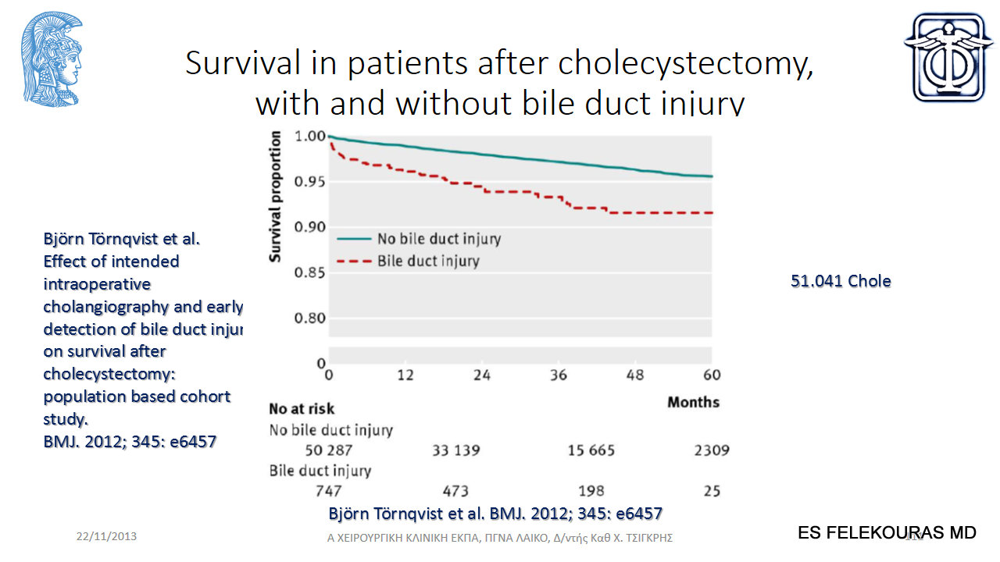 Survival in patients after cholecystectomy,
with and without bile duct injury
Björn Törnqvist et al.
Effect of intended
intraoperative
cholangiography and early
detection of bile duct injur
on survival after
cholecystectomy:
population based cohort
study.
BMJ. 2012; 345: e6457
Survival proportion
1.00
0.95
0.90
0.85
0.80
0
No bile duct injury
Bile duct injury
0 12 24 36 48 60
Months
No at risk
No bile duct injury
50 287 33 139 15 665 2309
Bile duct injury
747 473 198 25
51.041 Chole
Björn Törnqvist et al. BMJ. 2012; 345: e6457
22/11/2013
Α ΧΕΙΡΟΥΡΓΙΚΗ ΚΛΙΝΙΚΗ ΕΚΠΑ, ΠΓΝΑ ΛΑΙΚΟ, Δ/ντής Καθ Χ. ΤΣΙΓΚΡΗΣ
ES FELEKOURAS MD